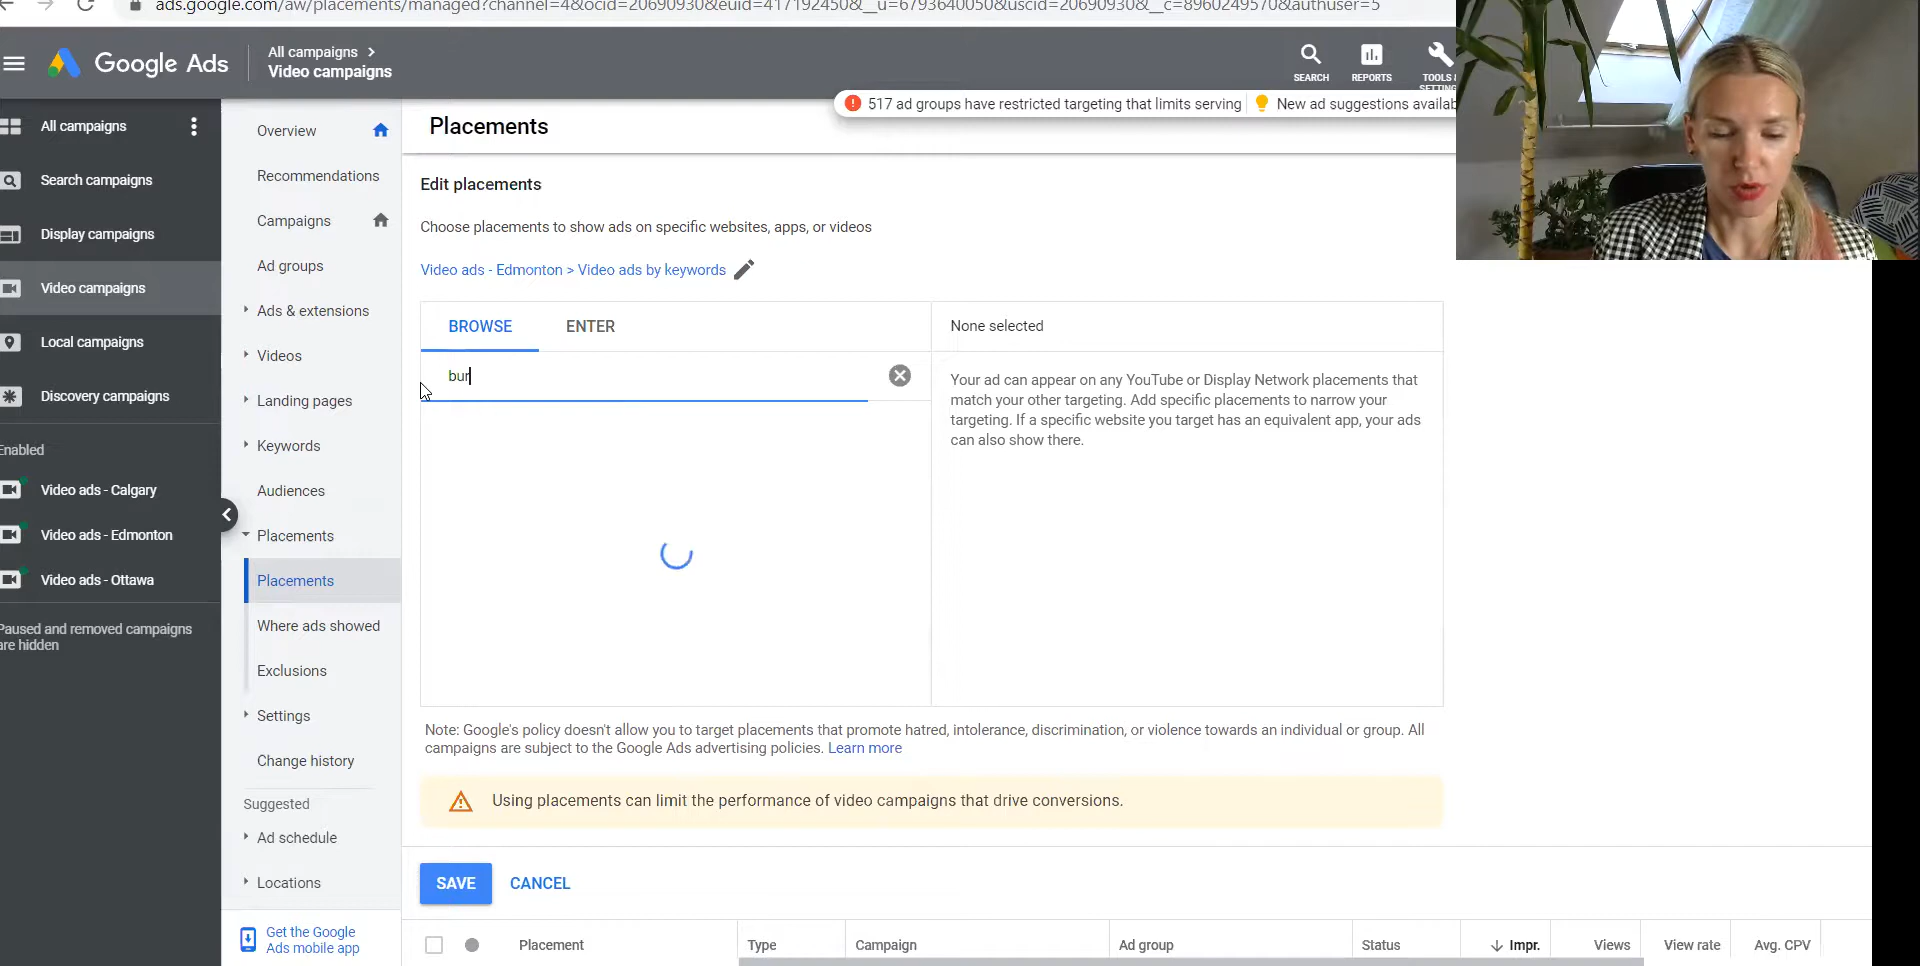 ads.google.com/aw/placements/managed?channel=4&ocid=20690930&euid=417192450&__u=6793640050&uscid=20690930&__c=8960249570&authuser=5
Google Ads
All campaigns >
Video campaigns
SEARCH
REPORTS
TOOLS &
SETTING
517 ad groups have restricted targeting that limits serving
New ad suggestions availab
All campaigns
Search campaigns
Display campaigns
Video campaigns
Local campaigns
Discovery campaigns
Enabled
Video ads - Calgary
Video ads - Edmonton
Video ads - Ottawa
Paused and removed campaigns
are hidden
Overview
Recommendations
Campaigns
Ad groups
Ads & extensions
Videos
Landing pages
Keywords
Audiences
Placements
Placements
Where ads showed
Exclusions
Settings
Change history
Suggested
Ad schedule
Locations
Get the Google
Ads mobile app
Placements
Edit placements
Choose placements to show ads on specific websites, apps, or videos
Video ads - Edmonton > Video ads by keywords
BROWSE
ENTER
bur
None selected
Your ad can appear on any YouTube or Display Network placements that
match your other targeting. Add specific placements to narrow your
targeting. If a specific website you target has an equivalent app, your ads
can also show there.
Note: Google's policy doesn't allow you to target placements that promote hatred, intolerance, discrimination, or violence towards an individual or group. All
campaigns are subject to the Google Ads advertising policies. Learn more
Using placements can limit the performance of video campaigns that drive conversions.
SAVE
CANCEL
Placement
Type
Campaign
Ad group
Status
Impr.
Views
View rate
Avg. CPV